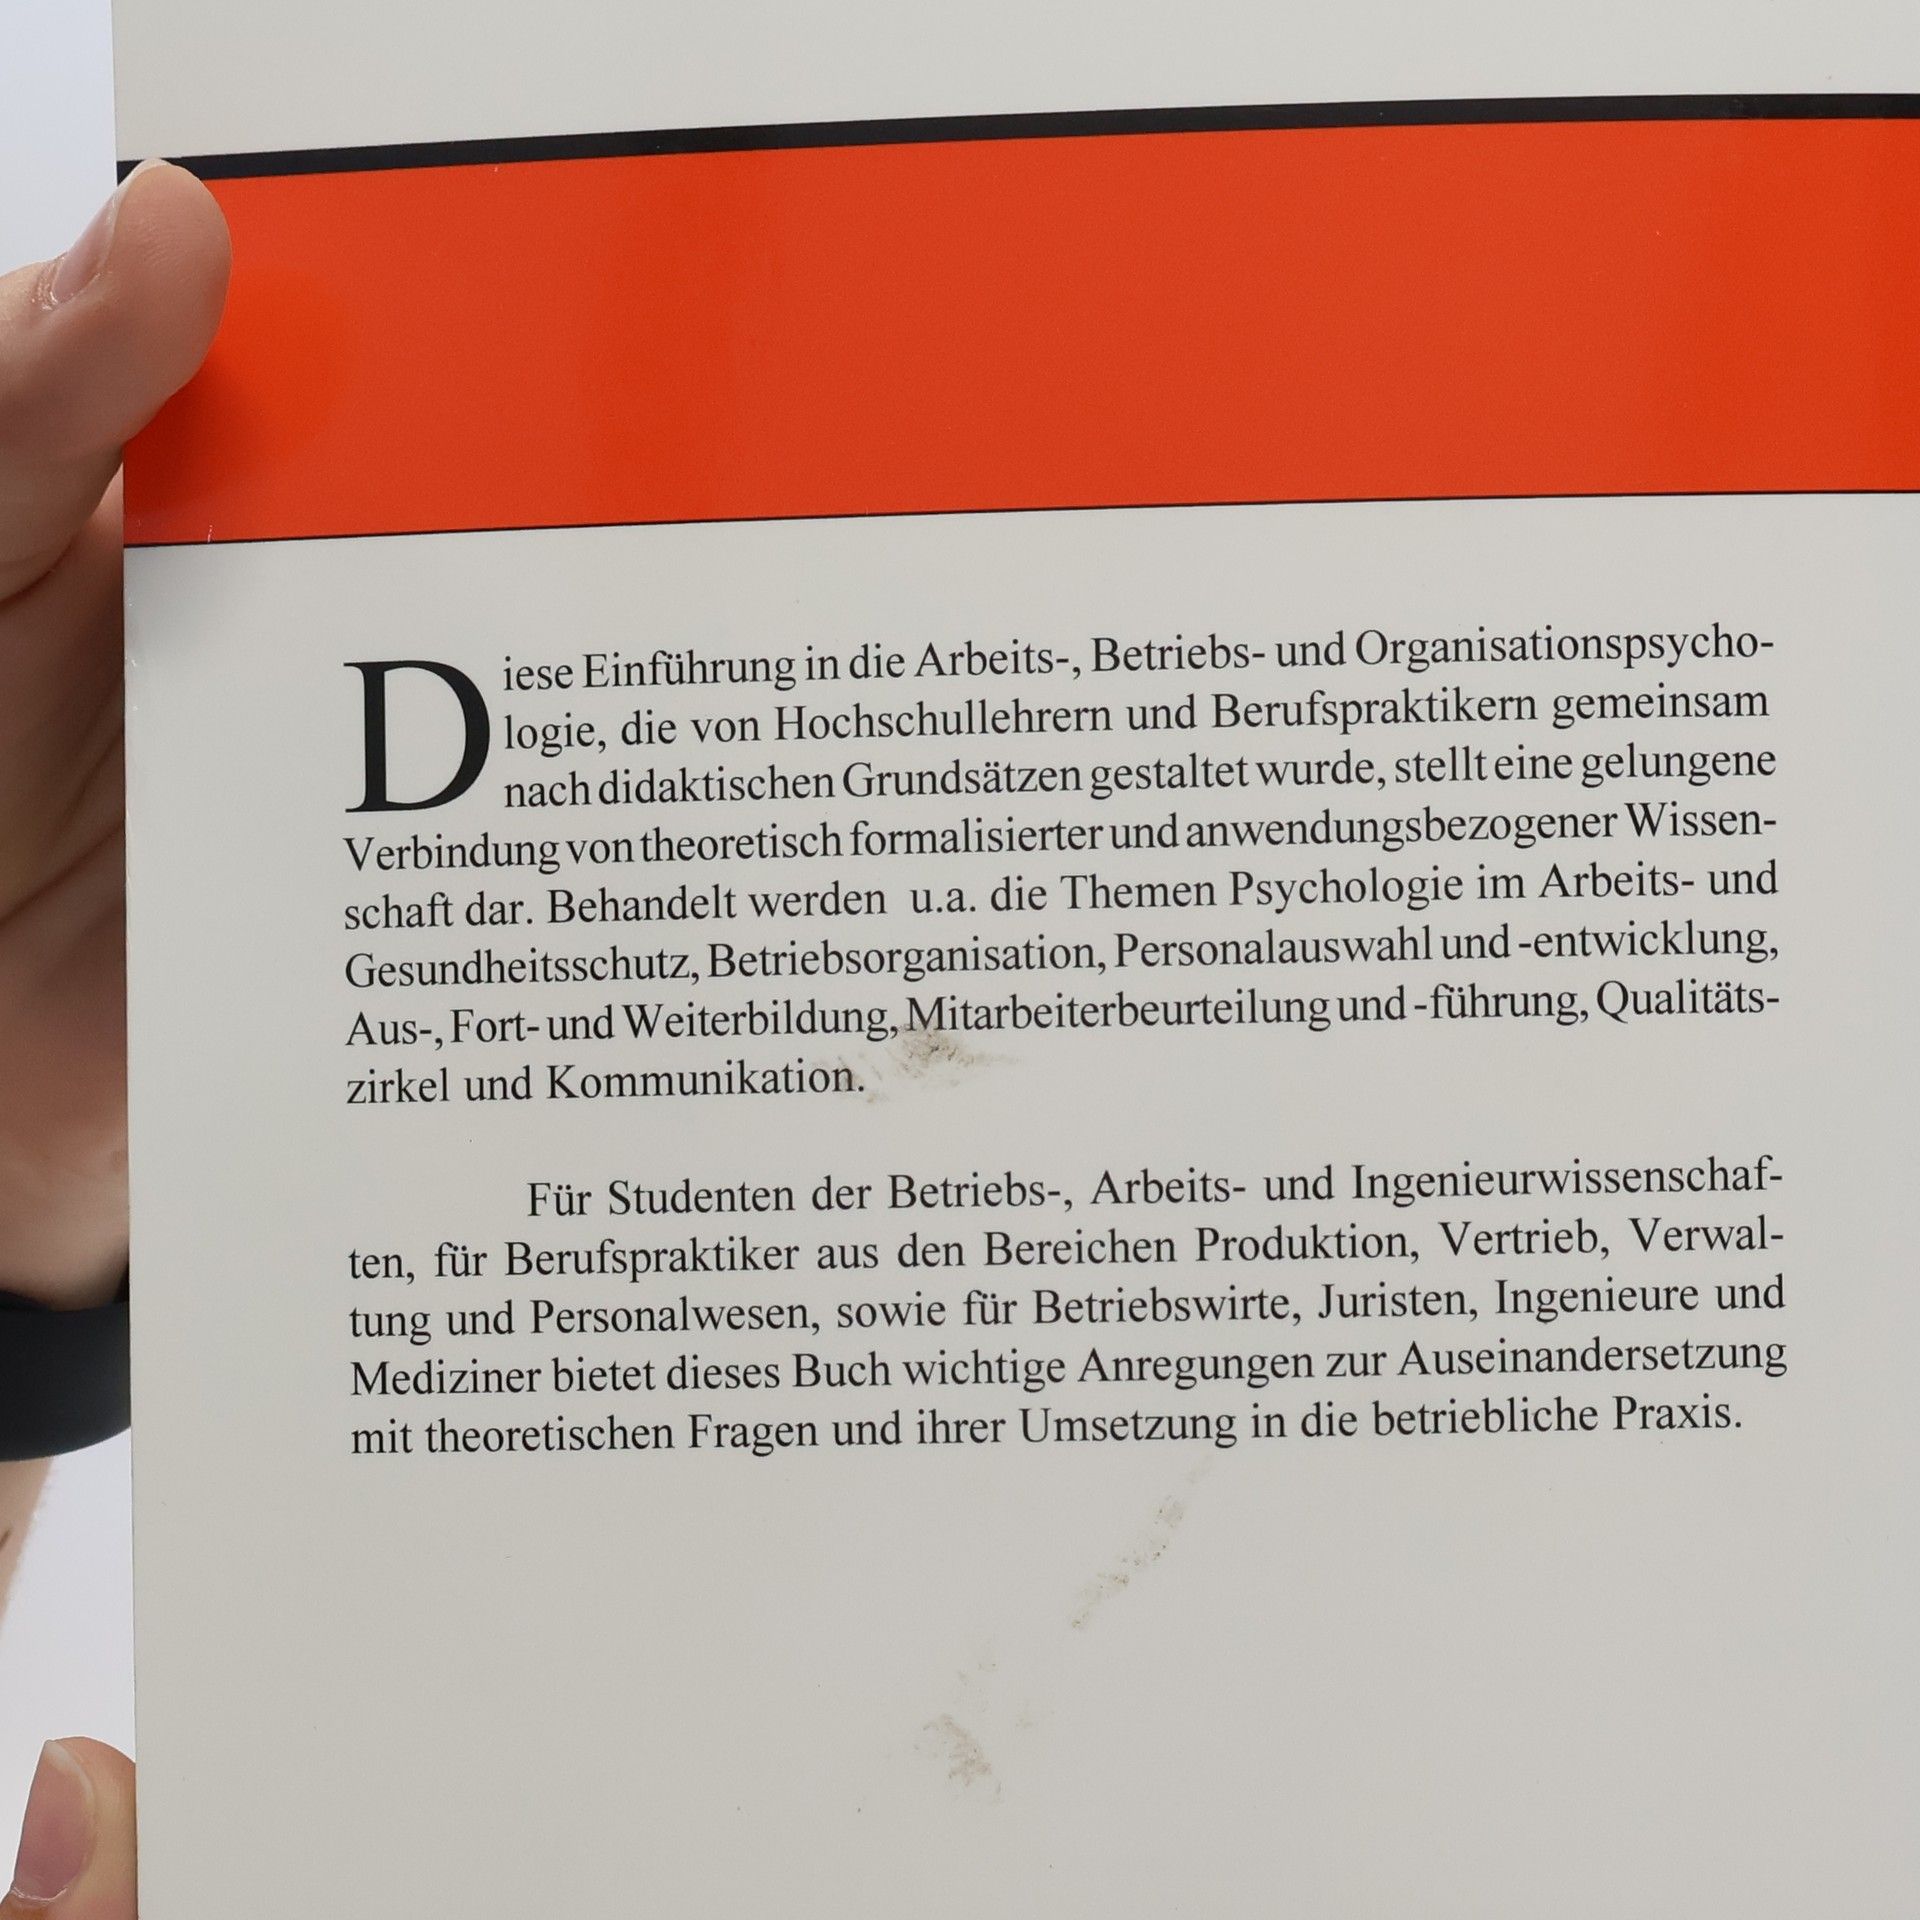 Diese Einführung in die Arbeits-, Betriebs- und Organisationspsycho-
logie, die von Hochschullehrern und Berufspraktikern gemeinsam
nach didaktischen Grundsätzen gestaltet wurde, stellt eine gelungene
Verbindung von theoretisch formalisierter und anwendungsbezogener Wissen-
schaft dar. Behandelt werden u.a. die Themen Psychologie im Arbeits- und
Gesundheitsschutz, Betriebsorganisation, Personalauswahl und -entwicklung,
Aus-, Fort- und Weiterbildung, Mitarbeiterbeurteilung und -führung, Qualitäts-
zirkel und Kommunikation.
Für Studenten der Betriebs-, Arbeits- und Ingenieurwissenschaf-
ten, für Berufspraktiker aus den Bereichen Produktion, Vertrieb, Verwal-
tung und Personalwesen, sowie für Betriebswirte, Juristen, Ingenieure und
Mediziner bietet dieses Buch wichtige Anregungen zur Auseinandersetzung
mit theoretischen Fragen und ihrer Umsetzung in die betriebliche Praxis.